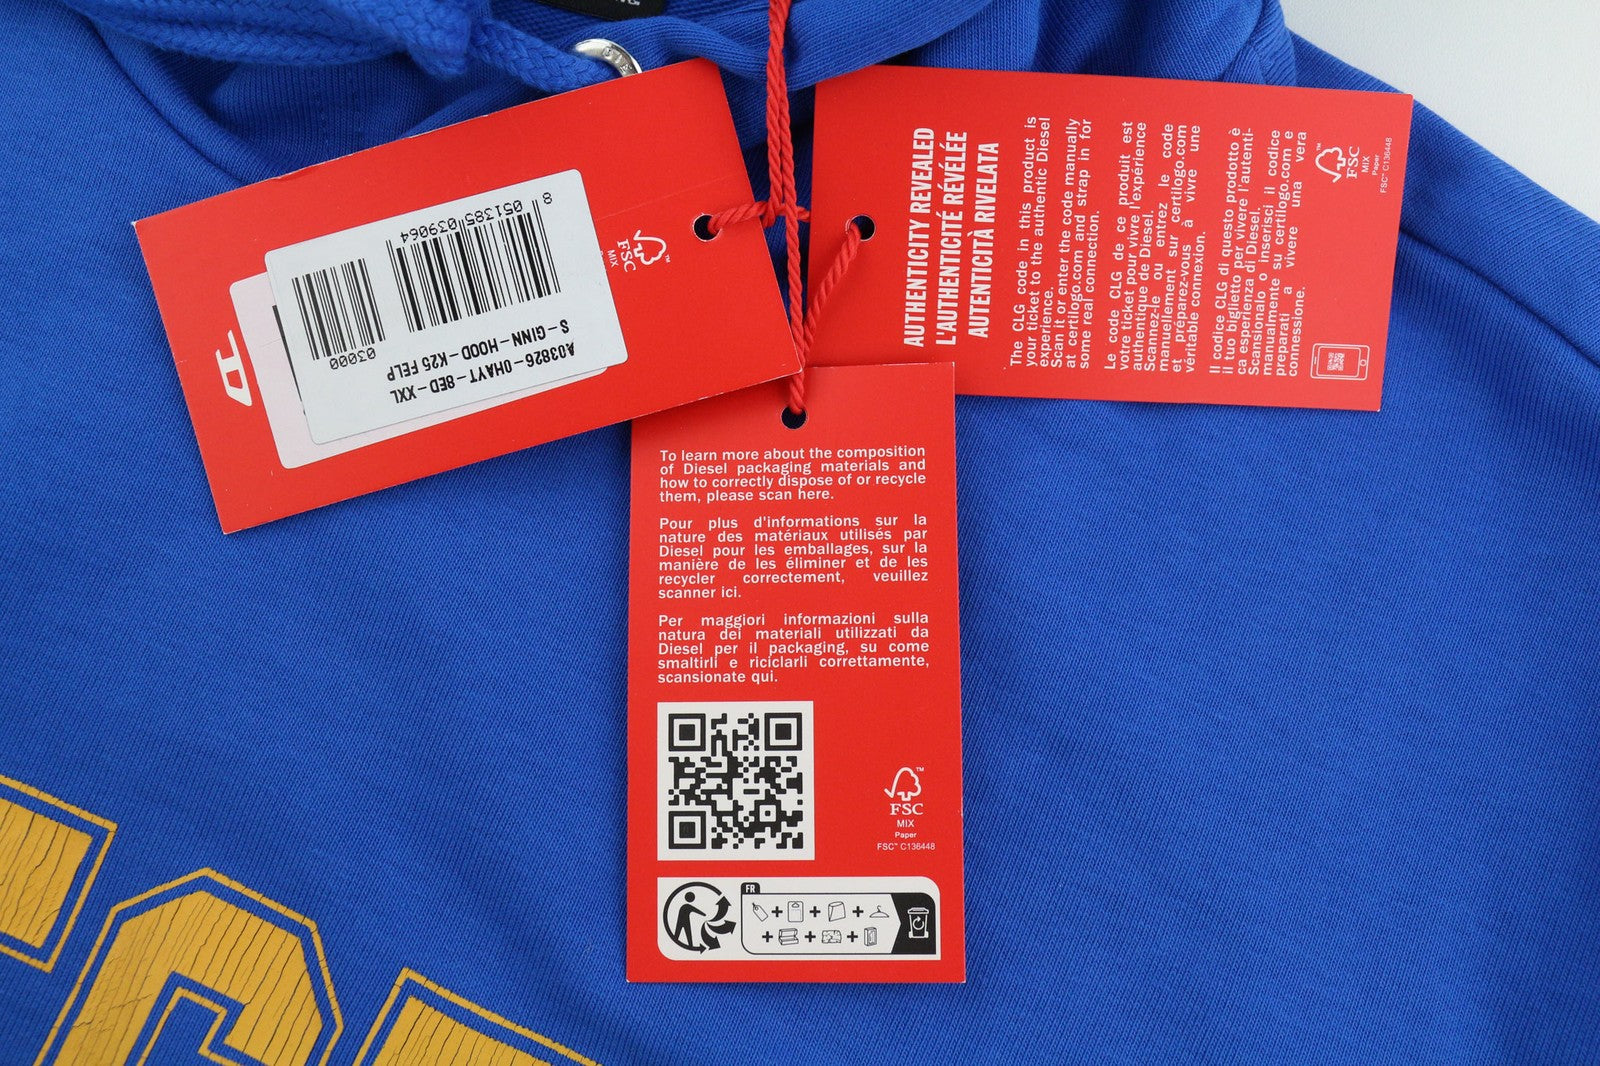 8 051385 039064
03000
A03826-0HAYT-8ED-XXL
S-GINN-HOOD-K25 FELP
FSC™
MIX
AUTHENTICITY REVEALED
L'AUTHENTICITÉ RÉVÉLÉE
AUTENTICITÀ RIVELATA
The CLG code in this product is
your ticket to the authentic Diesel
experience.
Scan it or enter the code manually
at certilogo.com and strap in for
some real connection.
Le code CLG de ce produit est
votre ticket pour vivre l'expérience
authentique de Diesel.
Scannez-le ou entrez le code
manuellement sur certilogo.com
et préparez-vous à vivre une
véritable connexion.
Il codice CLG di questo prodotto è
il tuo biglietto per vivere l'autenti-
ca esperienza di Diesel.
Scansionalo o inserisci il codice
manualmente su certilogo.com e
preparati a vivere una vera
connessione.
FSC™
MIX
Paper
FSC™ C136448
To learn more about the composition
of Diesel packaging materials and
how to correctly dispose of or recycle
them, please scan here.
Pour plus d'informations sur la
nature des matériaux utilisés par
Diesel pour les emballages, sur la
manière de les éliminer et de les
recycler correctement, veuillez
scanner ici.
Per maggiori informazioni sulla
natura dei materiali utilizzati da
Diesel per il packaging, su come
smaltirli e riciclarli correttamente,
scansionate qui.
FSC™
MIX
Paper
FSC™ C136448
FR